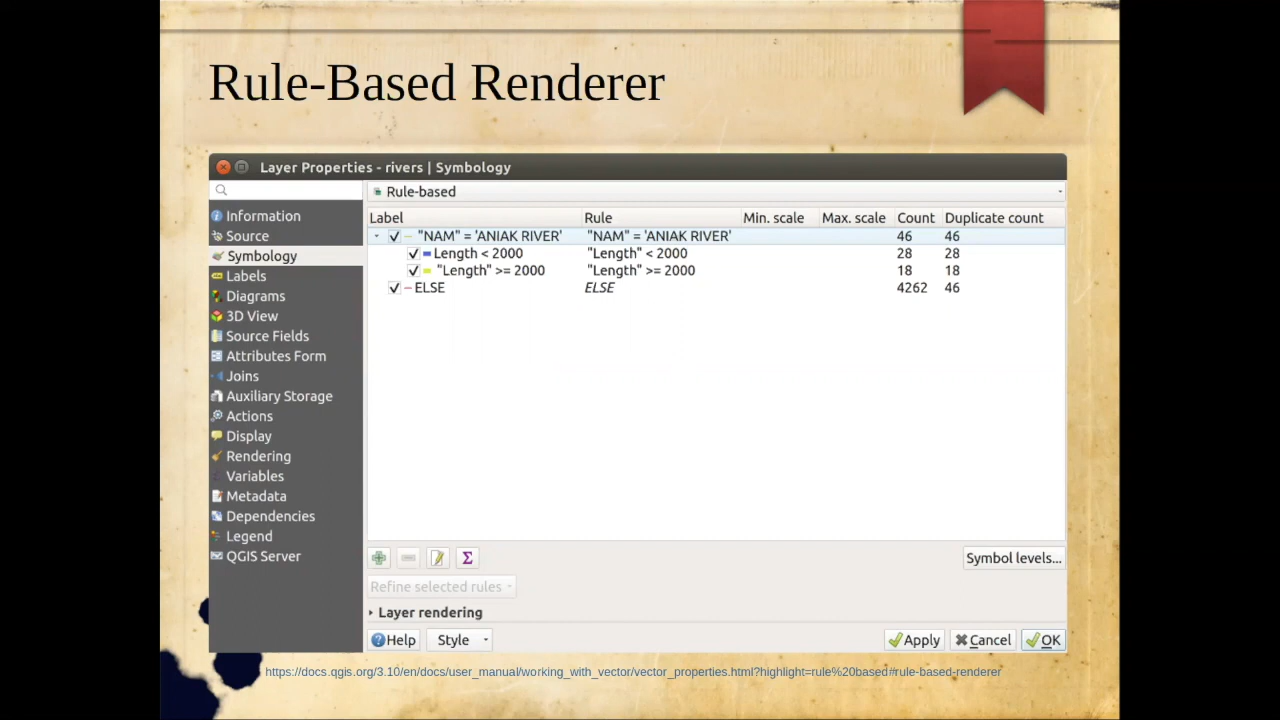 Rule-Based Renderer
Layer Properties - rivers | Symbology
Rule-based
Information
Source
Symbology
Labels
Diagrams
3D View
Source Fields
Attributes Form
Joins
Auxiliary Storage
Actions
Display
Rendering
Variables
Metadata
Dependencies
Legend
QGIS Server
Label Rule Min. scale Max. scale Count Duplicate count
"NAM" = 'ANIAK RIVER' "NAM" = 'ANIAK RIVER' 46 46
Length < 2000 "Length" < 2000 28 28
"Length" >= 2000 "Length" >= 2000 18 18
ELSE ELSE 4262 46
Σ Symbol levels...
Refine selected rules
Layer rendering
Help Style Apply Cancel OK
https://docs.qgis.org/3.10/en/docs/user_manual/working_with_vector/vector_properties.html?highlight=rule%20based#rule-based-renderer